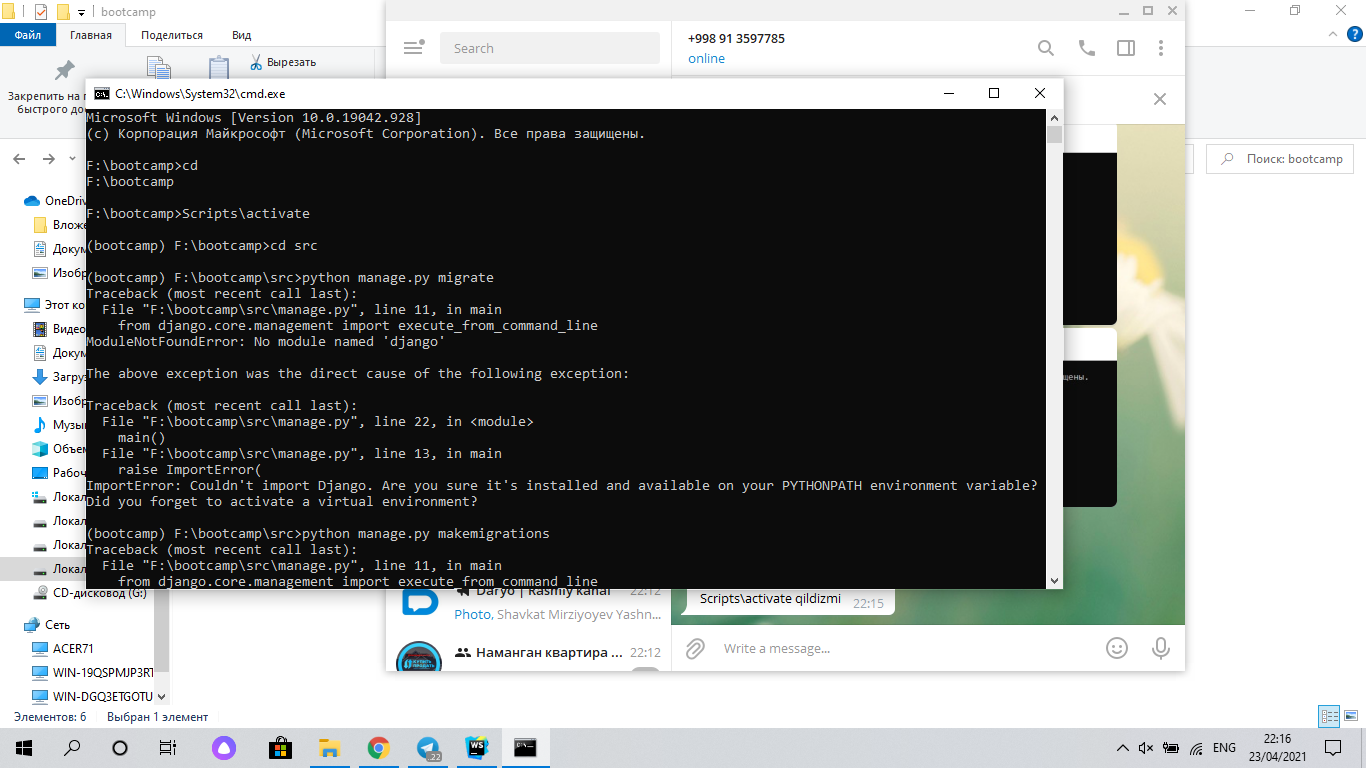 bootcamp
Файл
Главная
Поделиться
Вид
Закрепить на
быстрого
Вырезать
Search
+998 91 3597785
online
Поиск: bootcamp
C:\Windows\System32\cmd.exe
Microsoft Windows [Version 10.0.19042.928]
(c) Корпорация Майкрософт (Microsoft Corporation). Все права защищены.
F:\bootcamp>cd
F:\bootcamp
F:\bootcamp>Scripts\activate
(bootcamp) F:\bootcamp>cd src
(bootcamp) F:\bootcamp\src>python manage.py migrate
Traceback (most recent call last):
File "F:\bootcamp\src\manage.py", line 11, in main
from django.core.management import execute_from_command_line
ModuleNotFoundError: No module named 'django'
The above exception was the direct cause of the following exception:
Traceback (most recent call last):
File "F:\bootcamp\src\manage.py", line 22, in <module>
main()
File "F:\bootcamp\src\manage.py", line 13, in main
raise ImportError(
ImportError: Couldn't import Django. Are you sure it's installed and available on your PYTHONPATH environment variable?
Did you forget to activate a virtual environment?
(bootcamp) F:\bootcamp\src>python manage.py makemigrations
Traceback (most recent call last):
File "F:\bootcamp\src\manage.py", line 11, in main
from django.core.management import execute_from_command_line
OneDriv
Вложе
Докум
Изобр
Этот ко
Видео
Докум
Загру
Изобр
Музы
Объем
Рабоч
Локал
Локал
Локал
Локал
CD-дисковод (G:)
Сеть
ACER71
WIN-19QSPMJP3RT
WIN-DGQ3ETGOTU
щены.
Daryo | Rasmiy kanal 22:12
Photo, Shavkat Mirziyoyev Yashn...
Наманган квартира ... 22:12
Scripts\activate qildizmi 22:15
Write a message...
Элементов: 6
Выбран 1 элемент
22
WS
ENG
22:16
23/04/2021